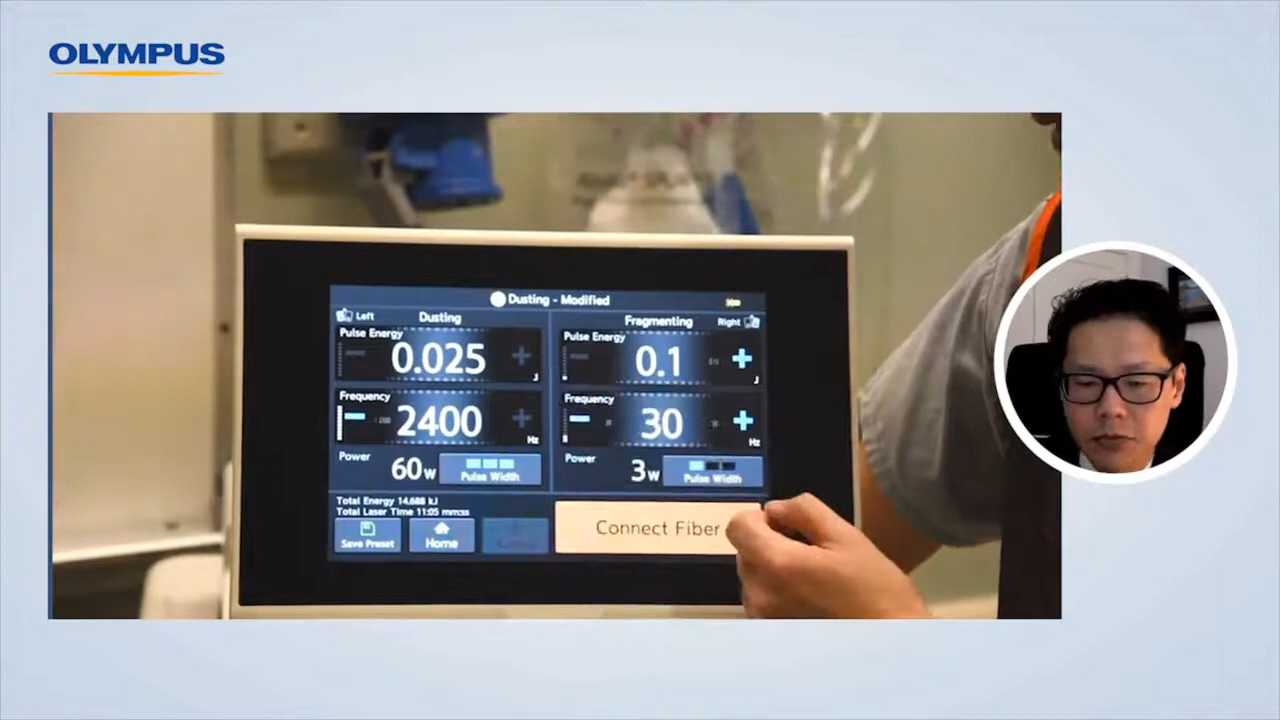 OLYMPUS
Dusting - Modified
Left
Dusting
Fragmenting
Right
Pulse Energy
0.025
J
Pulse Energy
0.1
J
Frequency
2400
Hz
Frequency
30
Hz
Power
60 W
Pulse Width
Power
3 W
Pulse Width
Total Energy 14.688 kJ
Total Laser Time 11:05 mm:ss
Save Preset
Home
Connect Fiber